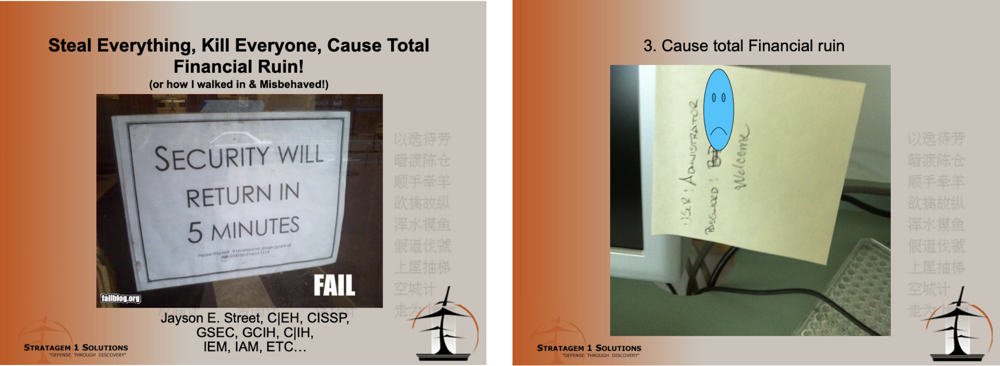 Steal Everything, Kill Everyone, Cause Total
Financial Ruin!
(or how I walked in & Misbehaved!)
SECURITY WILL
RETURN IN
5 MINUTES
Please ring bell. If no response, page guard at
0100 and input 111#
FAIL
failblog.org
以逸待劳
暗渡陈仓
顺手牵羊
欲擒故纵
浑水摸鱼
假道伐虢
上屋抽梯
空城计
走为上
Jayson E. Street, C|EH, CISSP,
GSEC, GCIH, C|IH,
IEM, IAM, ETC…
STRATAGEM 1 SOLUTIONS
"DEFENSE THROUGH DISCOVERY"
3. Cause total Financial ruin
USER: ADMINISTRATOR
PASSWORD:
Welcome
以逸待劳
暗渡陈仓
顺手牵羊
欲擒故纵
浑水摸鱼
假道伐虢
上屋抽梯
空城计
走为上
STRATAGEM 1 SOLUTIONS
"DEFENSE THROUGH DISCOVERY"